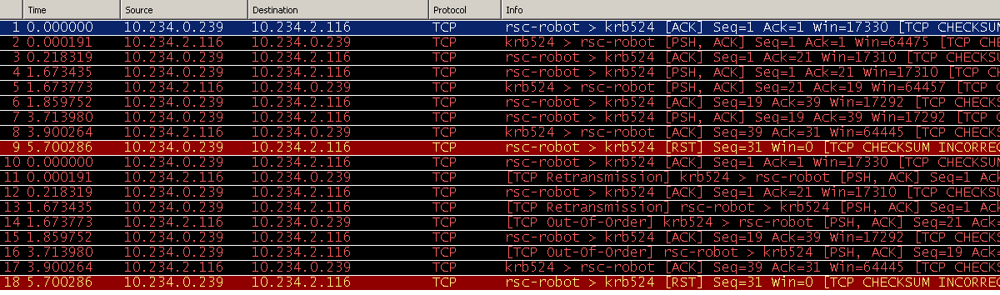 Time Source Destination Protocol Info
1 0.000000 10.234.0.239 10.234.2.116 TCP rsc-robot > krb524 [ACK] Seq=1 Ack=1 Win=17330 [TCP CHECKSUM
2 0.000191 10.234.2.116 10.234.0.239 TCP krb524 > rsc-robot [PSH, ACK] Seq=1 Ack=1 Win=64475 [TCP CH
3 0.218319 10.234.0.239 10.234.2.116 TCP rsc-robot > krb524 [ACK] Seq=1 Ack=21 Win=17310 [TCP CHECKSU
4 1.673435 10.234.0.239 10.234.2.116 TCP rsc-robot > krb524 [PSH, ACK] Seq=1 Ack=21 Win=17310 [TCP C
5 1.673773 10.234.2.116 10.234.0.239 TCP krb524 > rsc-robot [PSH, ACK] Seq=21 Ack=19 Win=64457 [TCP
6 1.859752 10.234.0.239 10.234.2.116 TCP rsc-robot > krb524 [ACK] Seq=19 Ack=39 Win=17292 [TCP CHECKS
7 3.713980 10.234.0.239 10.234.2.116 TCP rsc-robot > krb524 [PSH, ACK] Seq=19 Ack=39 Win=17292 [TCP
8 3.900264 10.234.2.116 10.234.0.239 TCP krb524 > rsc-robot [ACK] Seq=39 Ack=31 Win=64445 [TCP CHECKS
9 5.700286 10.234.0.239 10.234.2.116 TCP rsc-robot > krb524 [RST] Seq=31 Win=0 [TCP CHECKSUM INCORREC
10 0.000000 10.234.0.239 10.234.2.116 TCP rsc-robot > krb524 [ACK] Seq=1 Ack=1 Win=17330 [TCP CHECKSUM
11 0.000191 10.234.2.116 10.234.0.239 TCP [TCP Retransmission] krb524 > rsc-robot [PSH, ACK] Seq=1 Ack
12 0.218319 10.234.0.239 10.234.2.116 TCP rsc-robot > krb524 [ACK] Seq=1 Ack=21 Win=17310 [TCP CHECKSU
13 1.673435 10.234.0.239 10.234.2.116 TCP [TCP Retransmission] rsc-robot > krb524 [PSH, ACK] Seq=1 Ack
14 1.673773 10.234.2.116 10.234.0.239 TCP [TCP Out-Of-Order] krb524 > rsc-robot [PSH, ACK] Seq=21 Ack
15 1.859752 10.234.0.239 10.234.2.116 TCP rsc-robot > krb524 [ACK] Seq=19 Ack=39 Win=17292 [TCP CHECKS
16 3.713980 10.234.0.239 10.234.2.116 TCP [TCP Out-Of-Order] rsc-robot > krb524 [PSH, ACK] Seq=19 Ack=
17 3.900264 10.234.2.116 10.234.0.239 TCP krb524 > rsc-robot [ACK] Seq=39 Ack=31 Win=64445 [TCP CHECKS
18 5.700286 10.234.0.239 10.234.2.116 TCP rsc-robot > krb524 [RST] Seq=31 Win=0 [TCP CHECKSUM INCORREC